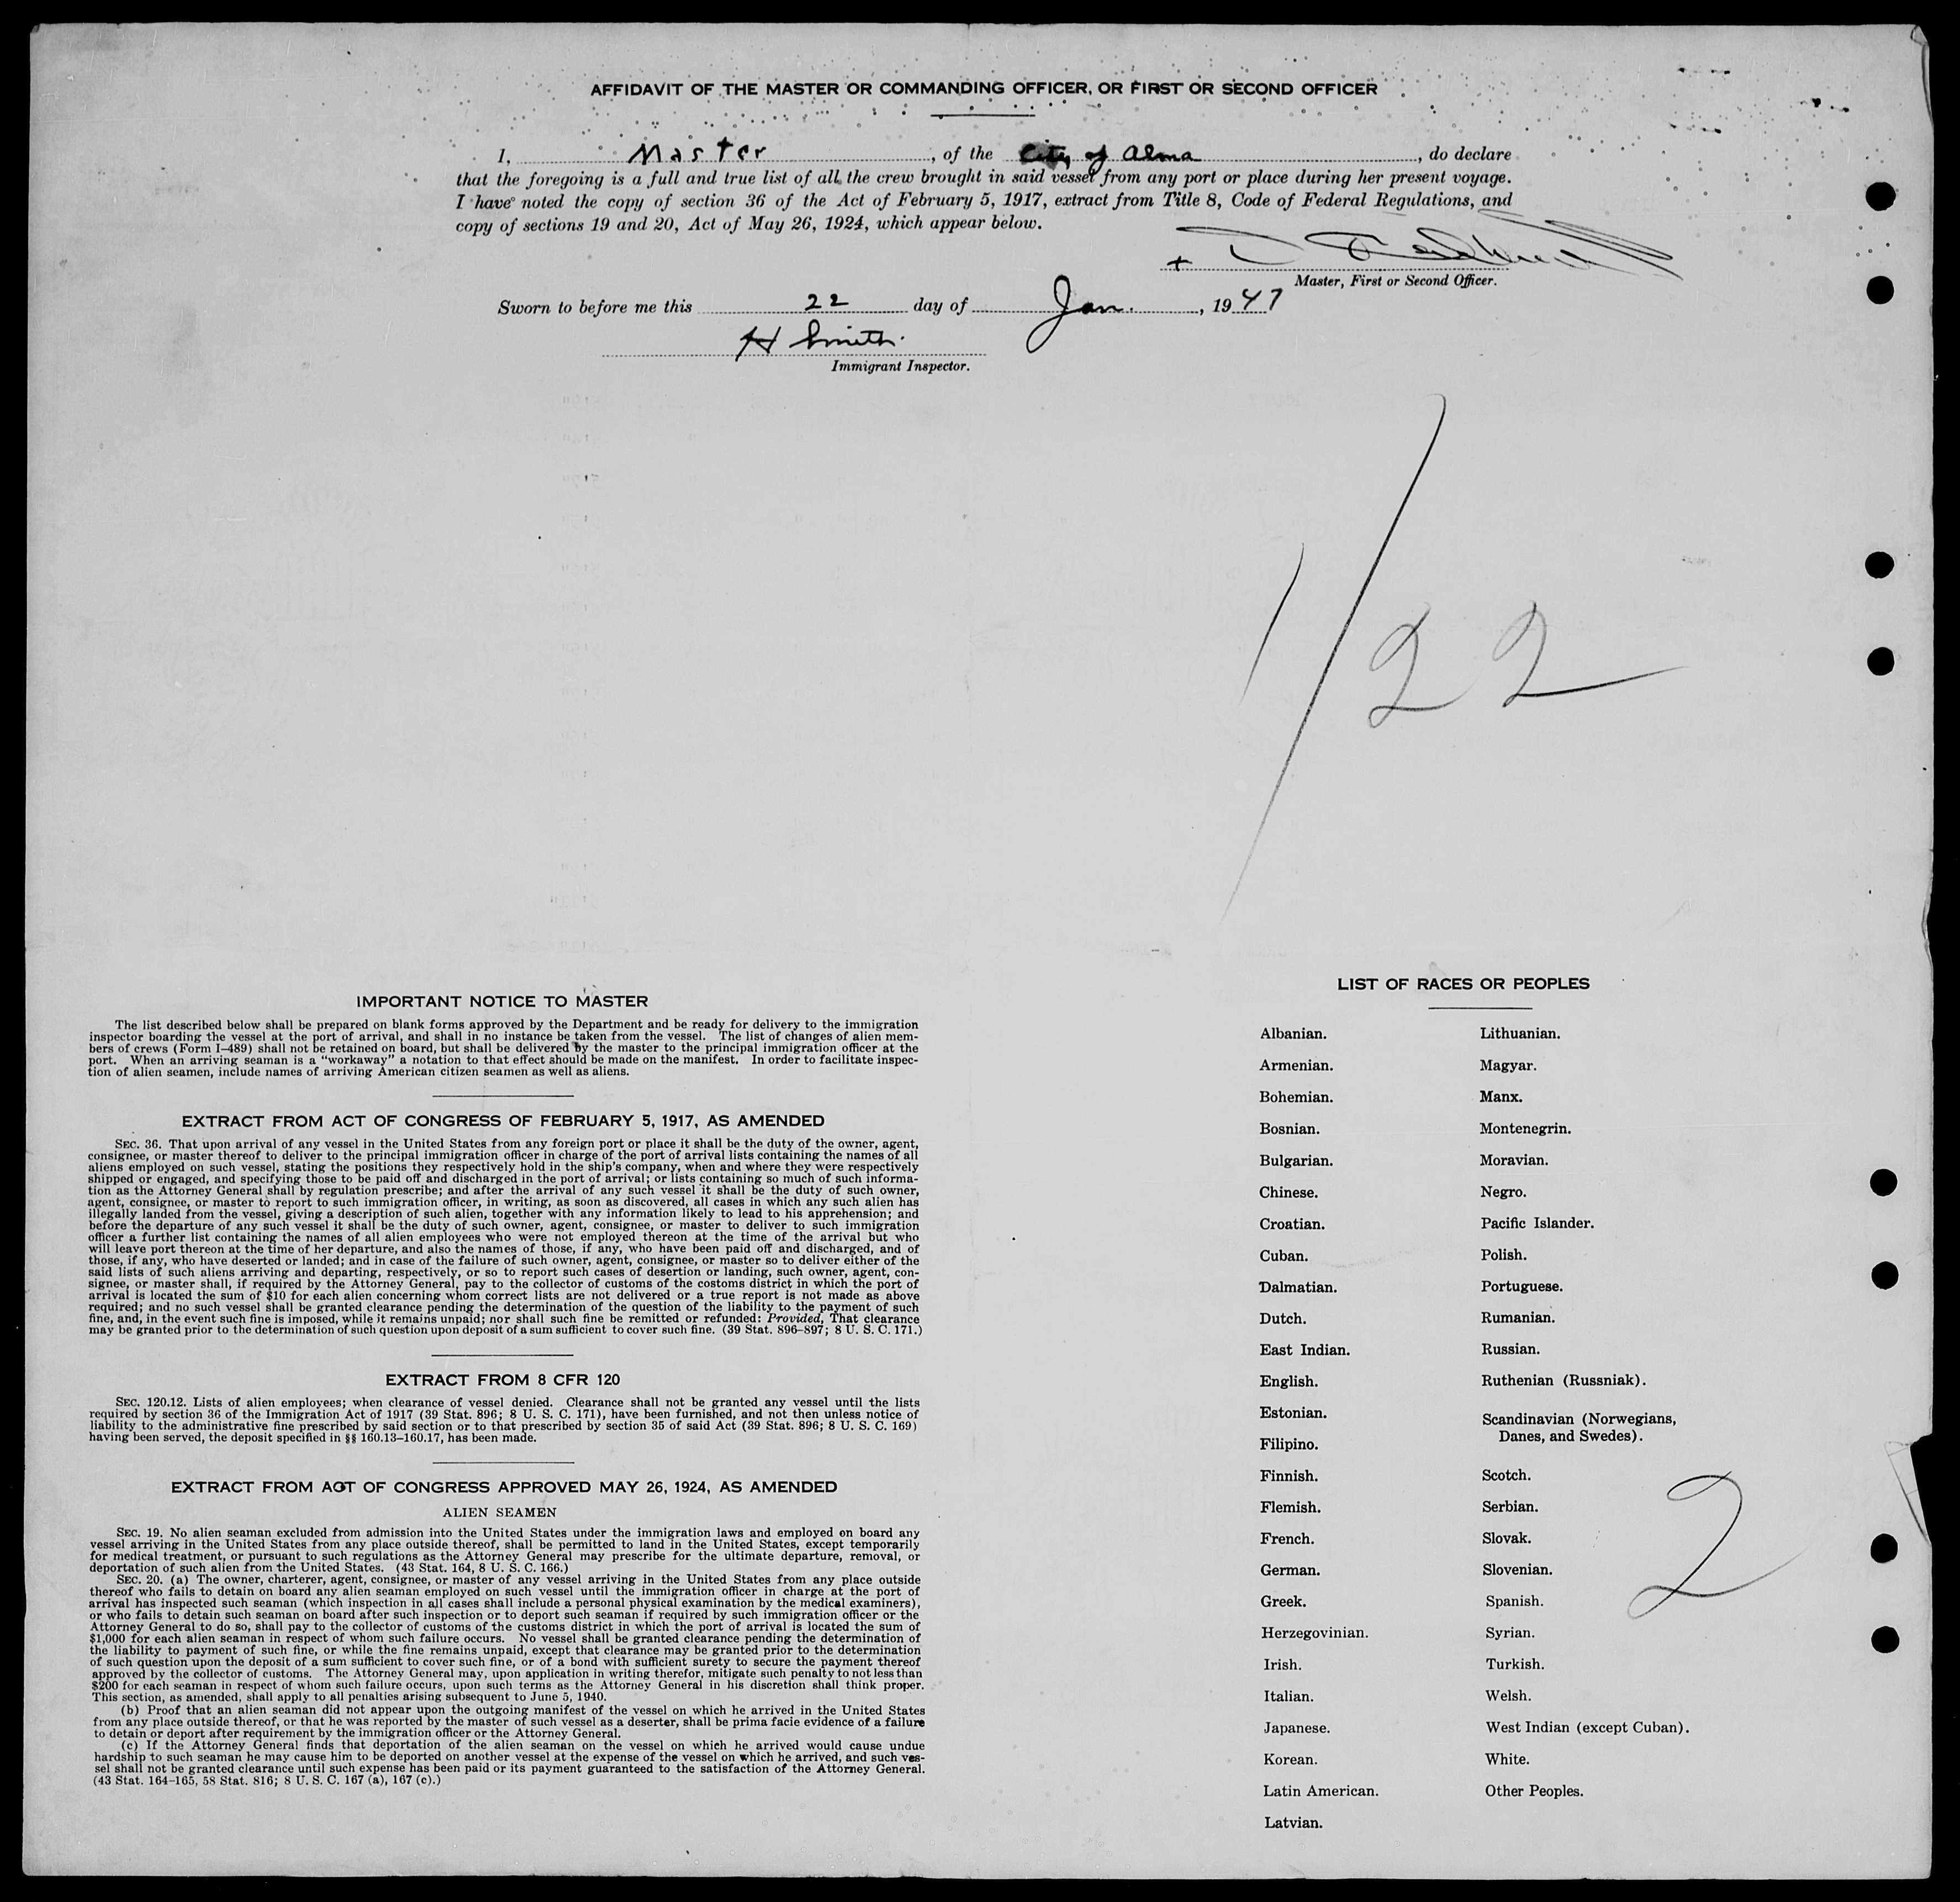 AFFIDAVIT OF THE MASTER OR COMMANDING OFFICER, OR FIRST OR SECOND OFFICER
I, Master, of the City of Alma, do declare
that the foregoing is a full and true list of all the crew brought in said vessel from any port or place during her present voyage.
I have noted the copy of section 36 of the Act of February 5, 1917, extract from Title 8, Code of Federal Regulations, and
copy of sections 19 and 20, Act of May 26, 1924, which appear below.
+
Master, First or Second Officer.
Sworn to before me this 22 day of Jan., 1947
H Smith.
Immigrant Inspector.
1/22
IMPORTANT NOTICE TO MASTER
The list described below shall be prepared on blank forms approved by the Department and be ready for delivery to the immigration
inspector boarding the vessel at the port of arrival, and shall in no instance be taken from the vessel. The list of changes of alien mem-
bers of crews (Form I-489) shall not be retained on board, but shall be delivered by the master to the principal immigration officer at the
port. When an arriving seaman is a "workaway" a notation to that effect should be made on the manifest. In order to facilitate inspec-
tion of alien seamen, include names of arriving American citizen seamen as well as aliens.
EXTRACT FROM ACT OF CONGRESS OF FEBRUARY 5, 1917, AS AMENDED
SEC. 36. That upon arrival of any vessel in the United States from any foreign port or place it shall be the duty of the owner, agent,
consignee, or master thereof to deliver to the principal immigration officer in charge of the port of arrival lists containing the names of all
aliens employed on such vessel, stating the positions they respectively hold in the ship's company, when and where they were respectively
shipped or engaged, and specifying those to be paid off and discharged in the port of arrival; or lists containing so much of such informa-
tion as the Attorney General shall by regulation prescribe; and after the arrival of any such vessel it shall be the duty of such owner,
agent, consignee, or master to report to such immigration officer, in writing, as soon as discovered, all cases in which any such alien has
illegally landed from the vessel, giving a description of such alien, together with any information likely to lead to his apprehension; and
before the departure of any such vessel it shall be the duty of such owner, agent, consignee, or master to deliver to such immigration
officer a further list containing the names of all alien employees who were not employed thereon at the time of the arrival but who
will leave port thereon at the time of her departure, and also the names of those, if any, who have been paid off and discharged, and of
those, if any, who have deserted or landed; and in case of the failure of such owner, agent, consignee, or master so to deliver either of the
said lists of such aliens arriving and departing, respectively, or so to report such cases of desertion or landing, such owner, agent, con-
signee, or master shall, if required by the Attorney General, pay to the collector of customs of the costoms district in which the port of
arrival is located the sum of $10 for each alien concerning whom correct lists are not delivered or a true report is not made as above
required; and no such vessel shall be granted clearance pending the determination of the question of the liability to the payment of such
fine, and, in the event such fine is imposed, while it remains unpaid; nor shall such fine be remitted or refunded: Provided, That clearance
may be granted prior to the determination of such question upon deposit of a sum sufficient to cover such fine. (39 Stat. 896-897; 8 U. S. C. 171.)
EXTRACT FROM 8 CFR 120
SEC. 120.12. Lists of alien employees; when clearance of vessel denied. Clearance shall not be granted any vessel until the lists
required by section 36 of the Immigration Act of 1917 (39 Stat. 896; 8 U. S. C. 171), have been furnished, and not then unless notice of
liability to the administrative fine prescribed by said section or to that prescribed by section 35 of said Act (39 Stat. 896; 8 U. S. C. 169)
having been served, the deposit specified in §§ 160.13-160.17, has been made.
EXTRACT FROM ACT OF CONGRESS APPROVED MAY 26, 1924, AS AMENDED
ALIEN SEAMEN
SEC. 19. No alien seaman excluded from admission into the United States under the immigration laws and employed on board any
vessel arriving in the United States from any place outside thereof, shall be permitted to land in the United States, except temporarily
for medical treatment, or pursuant to such regulations as the Attorney General may prescribe for the ultimate departure, removal, or
deportation of such alien from the United States. (43 Stat. 164, 8 U. S. C. 166.)
SEC. 20. (a) The owner, charterer, agent, consignee, or master of any vessel arriving in the United States from any place outside
thereof who fails to detain on board any alien seaman employed on such vessel until the immigration officer in charge at the port of
arrival has inspected such seaman (which inspection in all cases shall include a personal physical examination by the medical examiners),
or who fails to detain such seaman on board after such inspection or to deport such seaman if required by such immigration officer or the
Attorney General to do so, shall pay to the collector of customs of the customs district in which the port of arrival is located the sum of
$1,000 for each alien seaman in respect of whom such failure occurs. No vessel shall be granted clearance pending the determination of
the liability to payment of such fine, or while the fine remains unpaid, except that clearance may be granted prior to the determination
of such question upon the deposit of a sum sufficient to cover such fine, or of a bond with sufficient surety to secure the payment thereof
approved by the collector of customs. The Attorney General may, upon application in writing therefor, mitigate such penalty to not less than
$200 for each seaman in respect of whom such failure occurs, upon such terms as the Attorney General in his discretion shall think proper.
This section, as amended, shall apply to all penalties arising subsequent to June 5, 1940.
(b) Proof that an alien seaman did not appear upon the outgoing manifest of the vessel on which he arrived in the United States
from any place outside thereof, or that he was reported by the master of such vessel as a deserter, shall be prima facie evidence of a failure
to detain or deport after requirement by the immigration officer or the Attorney General.
(c) If the Attorney General finds that deportation of the alien seaman on the vessel on which he arrived would cause undue
hardship to such seaman he may cause him to be deported on another vessel at the expense of the vessel on which he arrived, and such ves-
sel shall not be granted clearance until such expense has been paid or its payment guaranteed to the satisfaction of the Attorney General.
(43 Stat. 164-165, 58 Stat. 816; 8 U. S. C. 167 (a), 167 (c).)
LIST OF RACES OR PEOPLES
Albanian.
Armenian.
Bohemian.
Bosnian.
Bulgarian.
Chinese.
Croatian.
Cuban.
Dalmatian.
Dutch.
East Indian.
English.
Estonian.
Filipino.
Finnish.
Flemish.
French.
German.
Greek.
Herzegovinian.
Irish.
Italian.
Japanese.
Korean.
Latin American.
Latvian.
Lithuanian.
Magyar.
Manx.
Montenegrin.
Moravian.
Negro.
Pacific Islander.
Polish.
Portuguese.
Rumanian.
Russian.
Ruthenian (Russniak).
Scandinavian (Norwegians,
Danes, and Swedes).
Scotch.
Serbian.
Slovak.
Slovenian.
Spanish.
Syrian.
Turkish.
Welsh.
West Indian (except Cuban).
White.
Other Peoples.
2